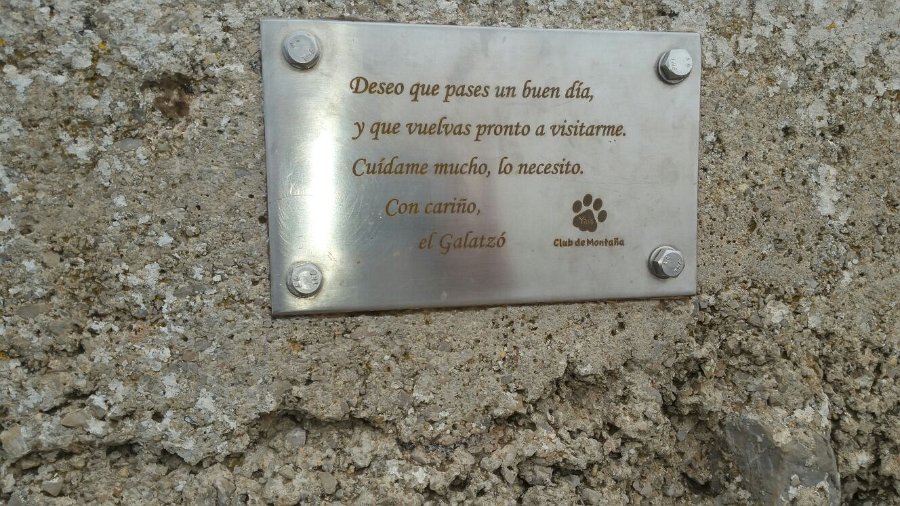 Deseo que pases un buen día,
y que vuelvas pronto a visitarme.
Cuídame mucho, lo necesito.
Con cariño,
el Galatzó
Club de Montaña